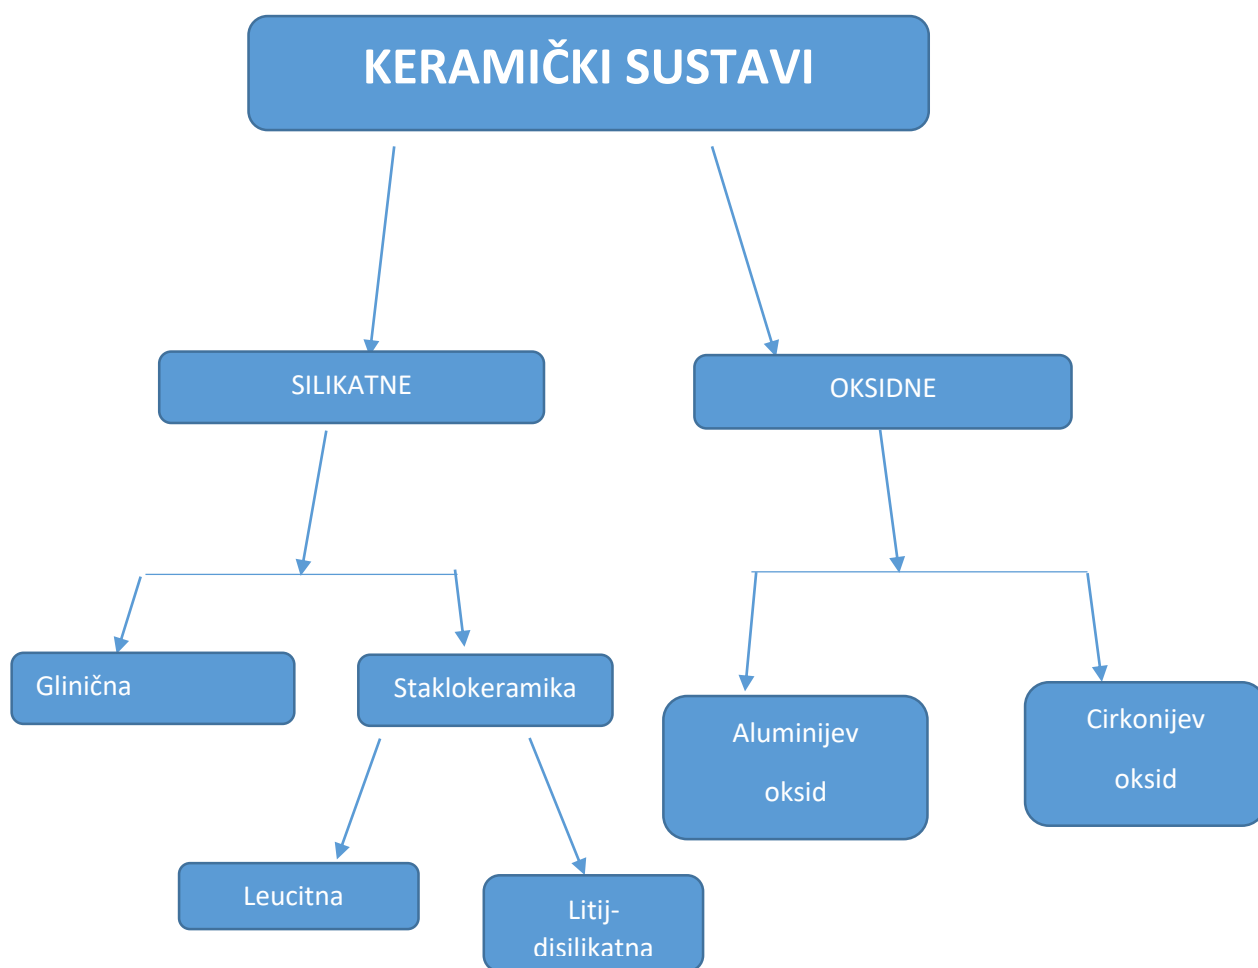 KERAMIČKI SUSTAVI
SILIKATNE
OKSIDNE
Glinična
Staklokeramika
Aluminijev
oksid
Cirkonijev
oksid
Leucitna
Litij-
disilikatna